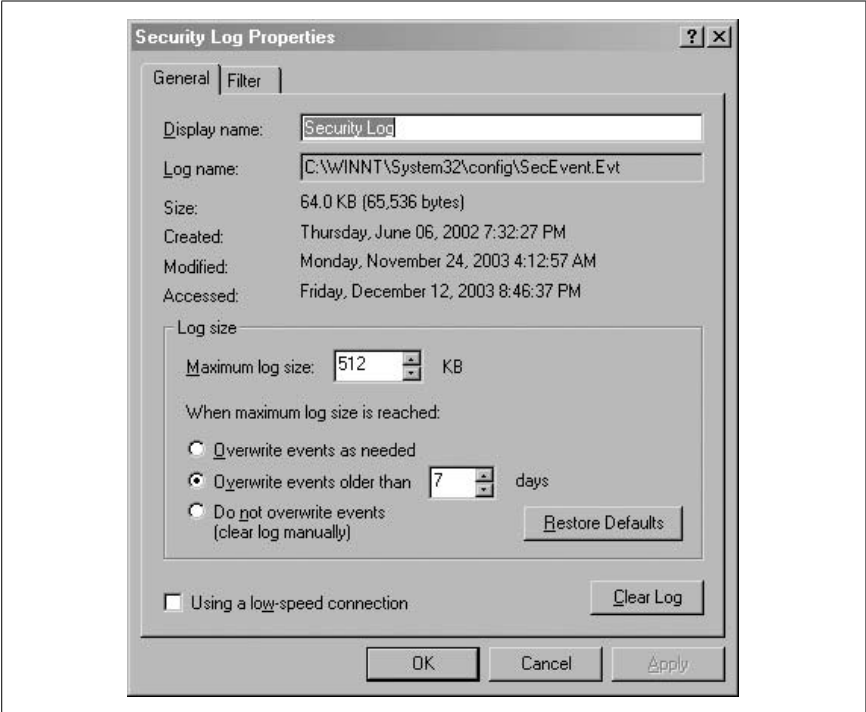 Security Log Properties
General Filter
Display name: Security Log
Log name: C:\WINNT\System32\config\SecEvent.Evt
Size: 64.0 KB (65,536 bytes)
Created: Thursday, June 06, 2002 7:32:27 PM
Modified: Monday, November 24, 2003 4:12:57 AM
Accessed: Friday, December 12, 2003 8:46:37 PM
Log size
Maximum log size: 512 KB
When maximum log size is reached:
Overwrite events as needed
Overwrite events older than 7 days
Do not overwrite events
(clear log manually)
Restore Defaults
Using a low-speed connection
Clear Log
OK Cancel Apply